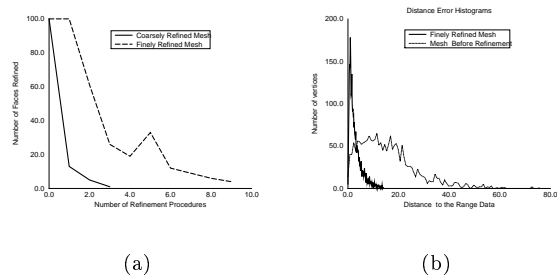 100.0
80.0
60.0
40.0
20.0
0.0
Number of Faces Refined
Coarsely Refined Mesh
Finely Refined Mesh
0.0 2.0 4.0 6.0 8.0 10.0
Number of Refinement Procedures
(a)
Distance Error Histograms
200.0
150.0
100.0
50.0
0.0
Number of vertices
Finely Refined Mesh
Mesh Before Refinement
0.0 20.0 40.0 60.0 80.0
Distance to the Range Data
(b)